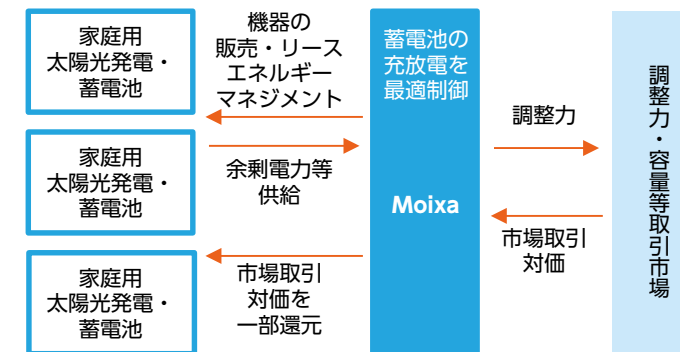 家庭用
太陽光発電・
蓄電池
家庭用
太陽光発電・
蓄電池
家庭用
太陽光発電・
蓄電池
機器の
販売・リース
エネルギー
マネジメント
余剰電力等
供給
市場取引
対価を
一部還元
蓄電池の
充放電を
最適制御
Moixa
調整力
市場取引
対価
調整力・容量等取引市場